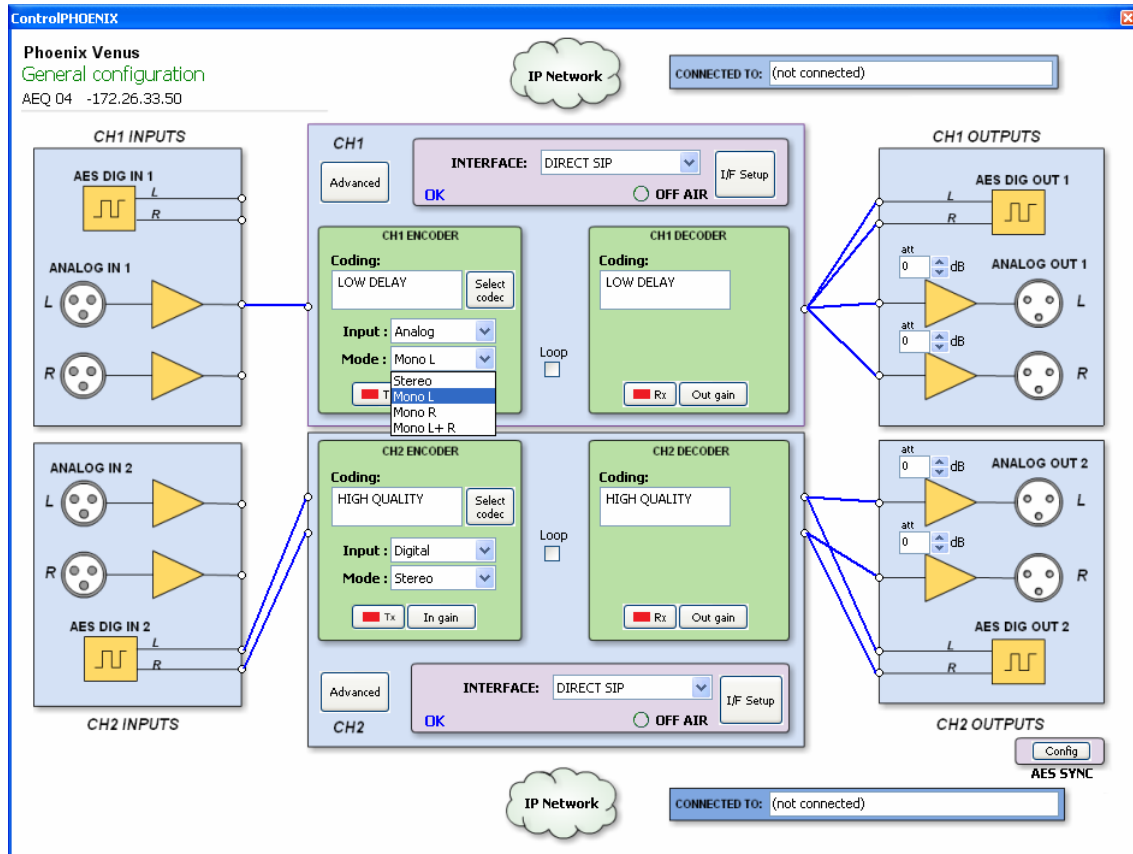 ControlPHOENIX
Phoenix Venus
General configuration
AEQ 04 -172.26.33.50
IP Network
CONNECTED TO: (not connected)
CH1 INPUTS
AES DIG IN 1
L
R
ANALOG IN 1
L
R
CH1
Advanced
INTERFACE: DIRECT SIP
I/F Setup
OK
OFF AIR
CH1 ENCODER
Coding:
LOW DELAY
Select codec
Input : Analog
Mode : Mono L
Stereo
Mono L
Mono R
Mono L+ R
T
Loop
CH1 DECODER
Coding:
LOW DELAY
Rx
Out gain
CH1 OUTPUTS
AES DIG OUT 1
L
R
att
0 dB
ANALOG OUT 1
L
att
0 dB
R
ANALOG IN 2
L
R
AES DIG IN 2
L
R
CH2 INPUTS
CH2 ENCODER
Coding:
HIGH QUALITY
Select codec
Input : Digital
Mode : Stereo
Tx
In gain
Loop
CH2 DECODER
Coding:
HIGH QUALITY
Rx
Out gain
Advanced
CH2
INTERFACE: DIRECT SIP
I/F Setup
OK
OFF AIR
att
0 dB
ANALOG OUT 2
L
att
0 dB
R
AES DIG OUT 2
L
R
CH2 OUTPUTS
Config
AES SYNC
IP Network
CONNECTED TO: (not connected)